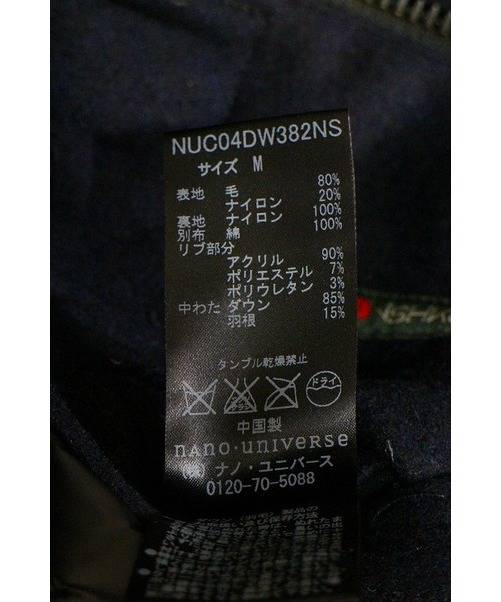 NUC04DW382NS
サイズ M
表地 毛 80%
ナイロン 20%
裏地 ナイロン 100%
別布 綿 100%
リブ部分
アクリル 90%
ポリエステル 7%
ポリウレタン 3%
中わた ダウン 85%
羽根 15%
タンブル乾燥禁止
ドライ
中国製
nano·universe
(株) ナノ・ユニバース
0120-70-5088